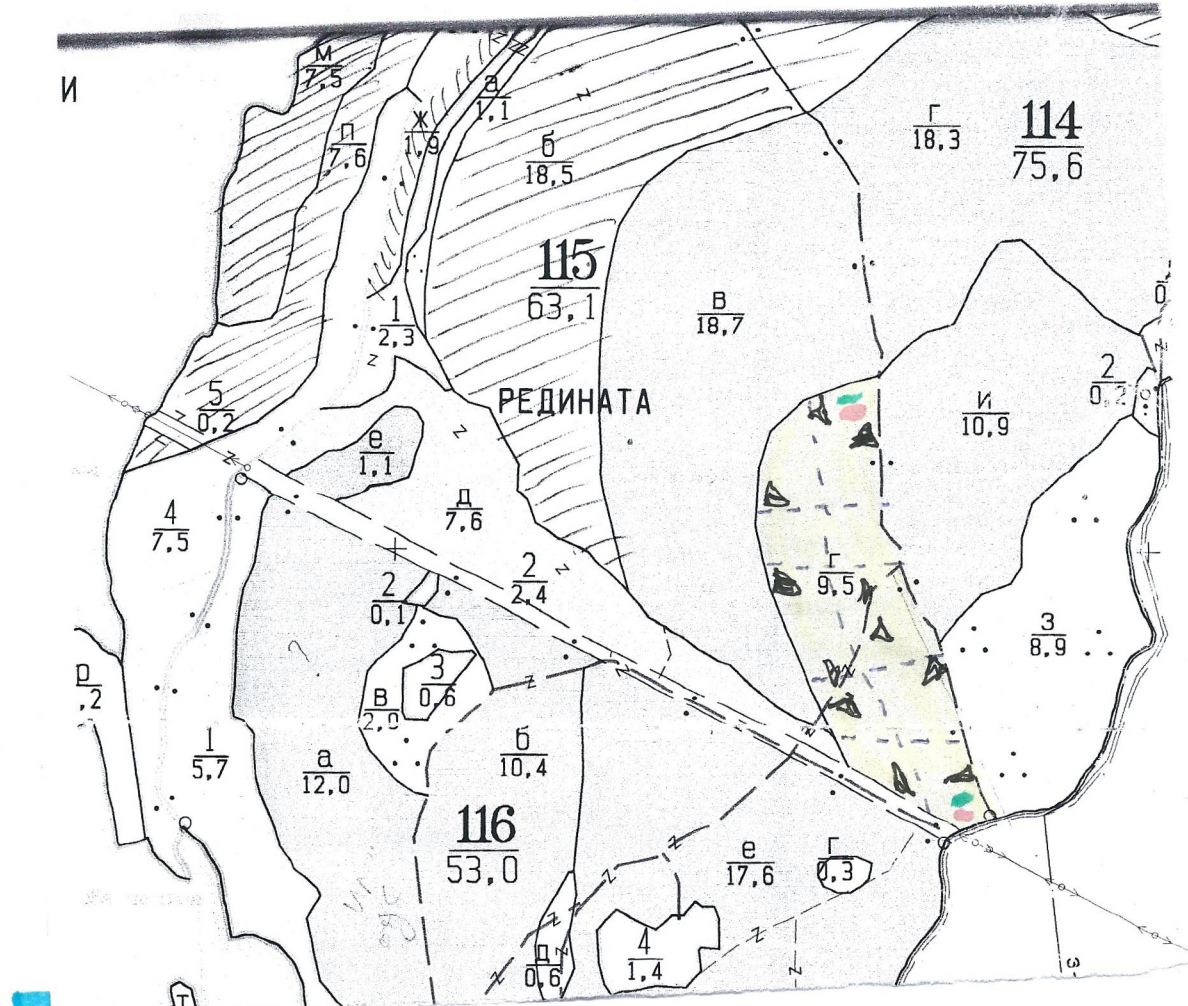 И
м
7,5
п
7,6
ж
1,9
а
1,1
б
18,5
г
18,3
114
75,6
115
63,1
в
18,7
1
2,3
РЕДИНАТА
и
10,9
2
0,2
5
0,2
е
1,1
4
7,5
д
7,6
2
2,4
2
0,1
г
9,5
з
8,9
р
,2
3
0,6
в
2,0
1
5,7
а
12,0
б
10,4
116
53,0
е
17,6
г
0,3
д
0,6
4
1,4
т